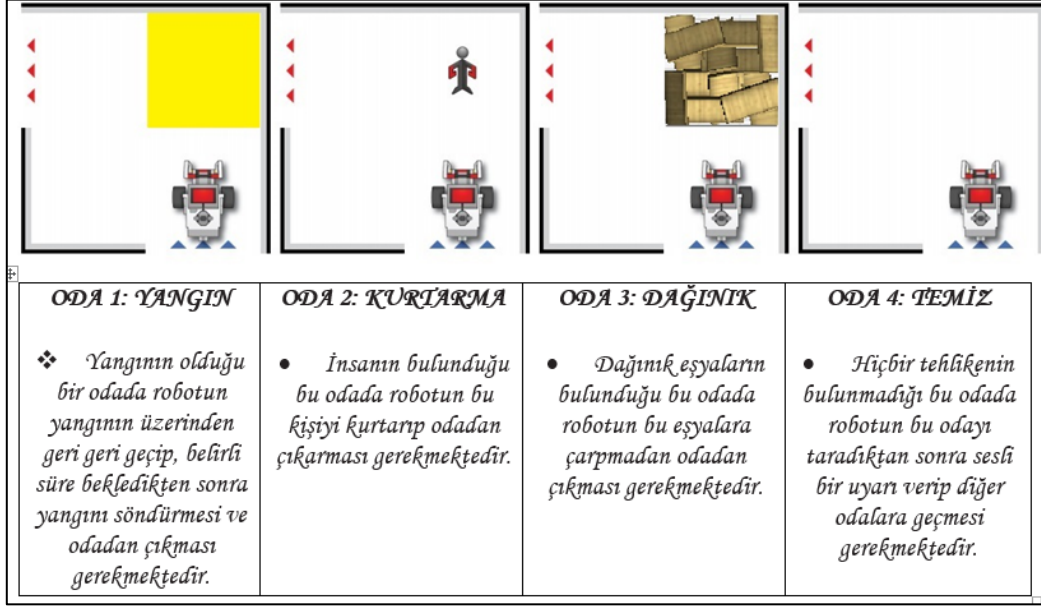 ODA 1: YANGIN
❖ Yangının olduğu
bir odada robotun
yangının üzerinden
geri geri geçip, belirli
süre bekledikten sonra
yangını söndürmesi ve
odadan çıkması
gerekmektedir.
ODA 2: KURTARMA
• İnsanın bulunduğu
bu odada robotun bu
kişiyi kurtarıp odadan
çıkarması gerekmektedir.
ODA 3: DAĞINIK
• Dağınık eşyaların
bulunduğu bu odada
robotun bu eşyalara
çarpmadan odadan
çıkması gerekmektedir.
ODA 4: TEMİZ
• Hiçbir tehlikenin
bulunmadığı bu odada
robotun bu odayı
taradıktan sonra sesli
bir uyarı verip diğer
odalara geçmesi
gerekmektedir.